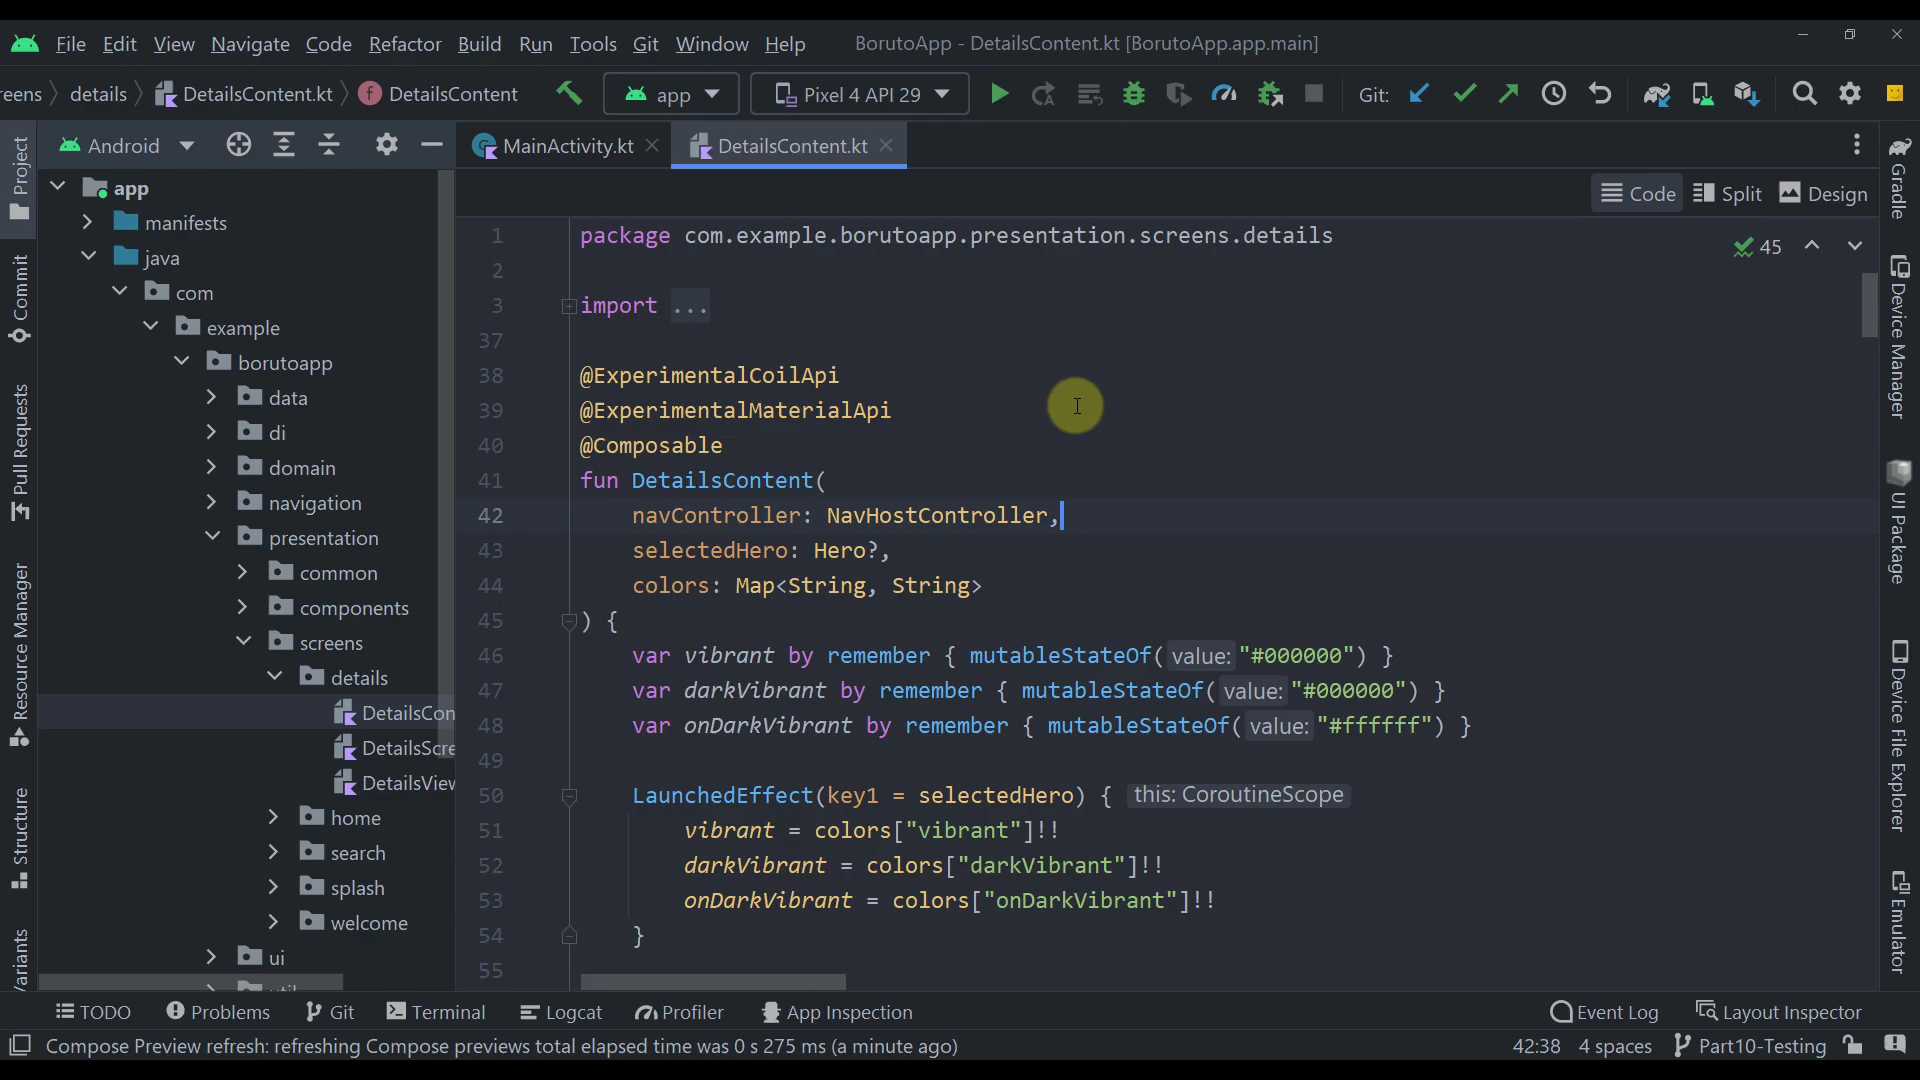 File Edit View Navigate Code Refactor Build Run Tools Git Window Help BorutoApp - DetailsContent.kt [BorutoApp.app.main]
reens details DetailsContent.kt f DetailsContent app Pixel 4 API 29 Git:
Project
Commit
Pull Requests
Resource Manager
Structure
Variants
Android
app
manifests
java
com
example
borutoapp
data
di
domain
navigation
presentation
common
components
screens
details
DetailsCon
DetailsScre
DetailsView
home
search
splash
welcome
ui
MainActivity.kt DetailsContent.kt
Code Split Design
45
1 package com.example.borutoapp.presentation.screens.details
2
3 import ...
37
38 @ExperimentalCoilApi
39 @ExperimentalMaterialApi
40 @Composable
41 fun DetailsContent(
42 navController: NavHostController,
43 selectedHero: Hero?,
44 colors: Map<String, String>
45 ) {
46 var vibrant by remember { mutableStateOf( value: "#000000") }
47 var darkVibrant by remember { mutableStateOf( value: "#000000") }
48 var onDarkVibrant by remember { mutableStateOf( value: "#ffffff") }
49
50 LaunchedEffect(key1 = selectedHero) { this: CoroutineScope
51 vibrant = colors["vibrant"]!!
52 darkVibrant = colors["darkVibrant"]!!
53 onDarkVibrant = colors["onDarkVibrant"]!!
54 }
55
Gradle
Device Manager
UI Package
Device File Explorer
Emulator
TODO Problems Git Terminal Logcat Profiler App Inspection Event Log Layout Inspector
Compose Preview refresh: refreshing Compose previews total elapsed time was 0 s 275 ms (a minute ago) 42:38 4 spaces Part10-Testing